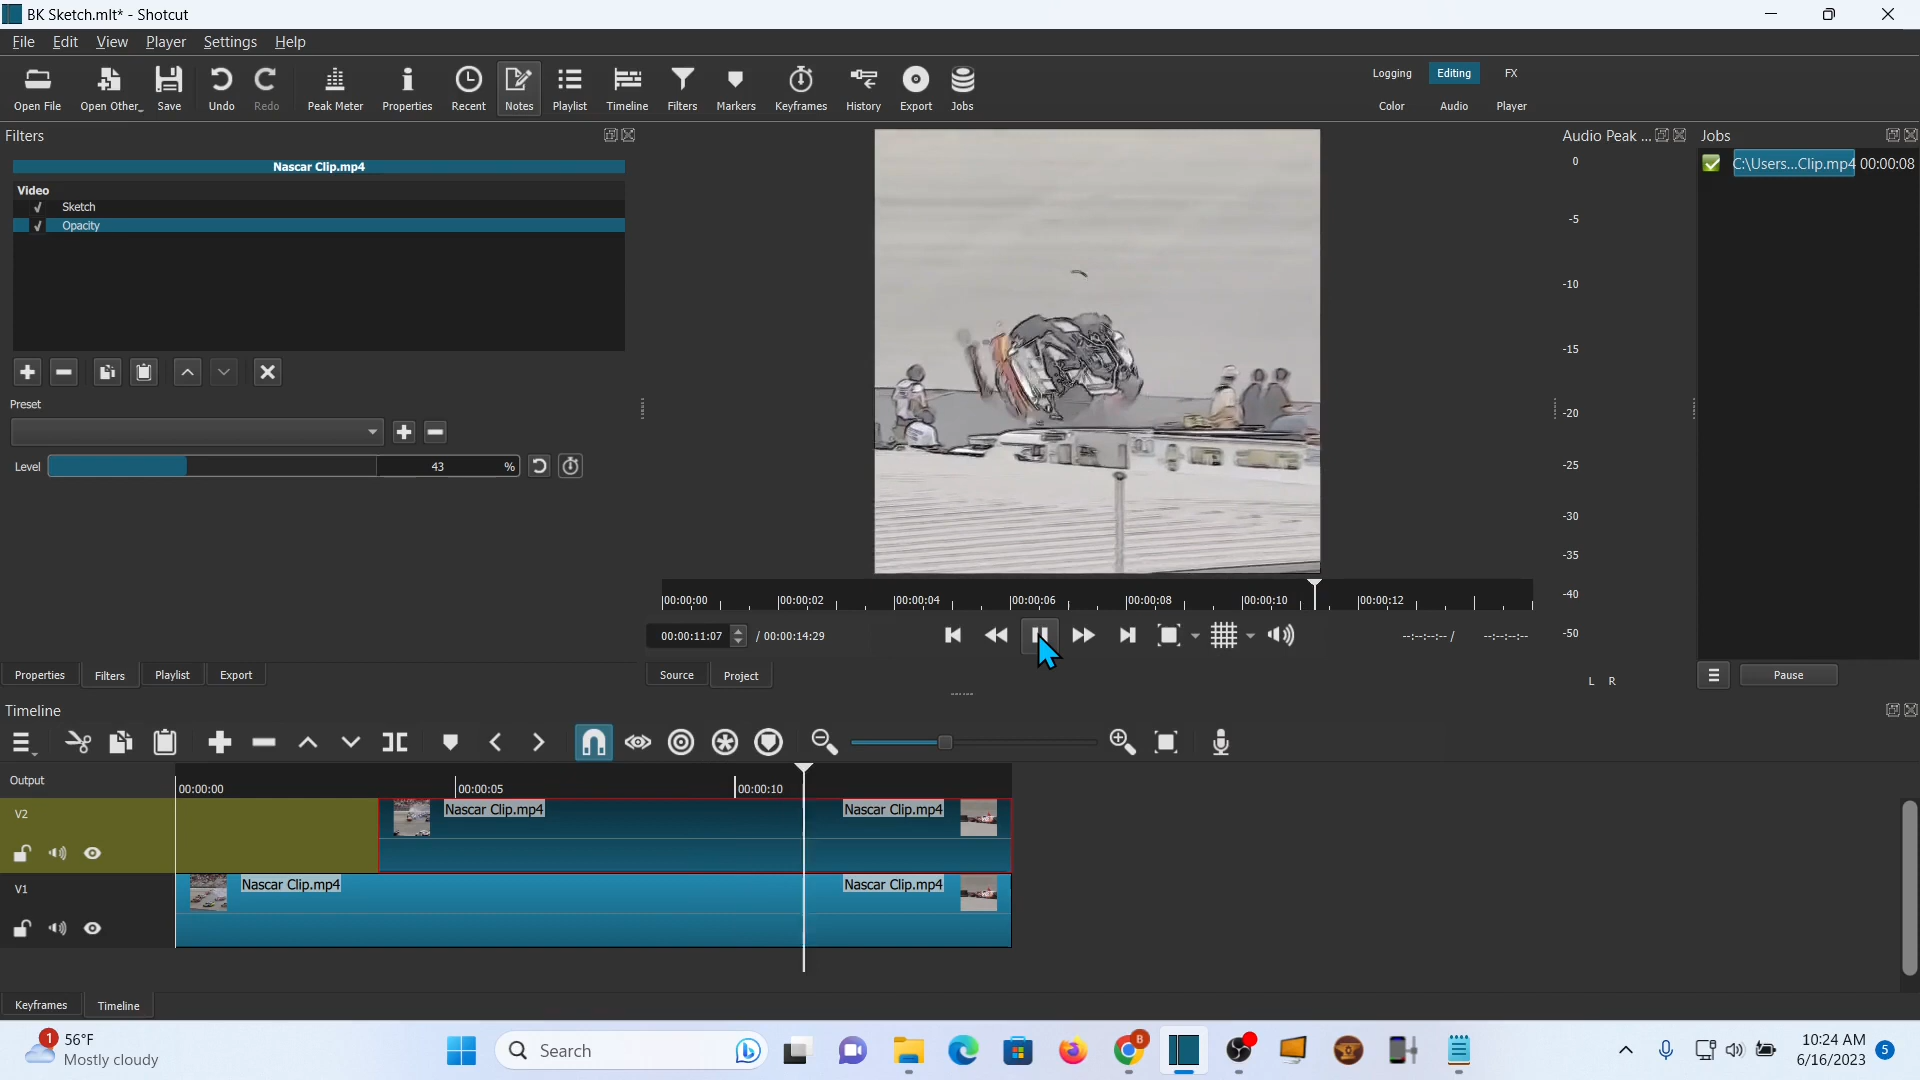 BK Sketch.mlt* - Shotcut
File Edit View Player Settings Help
Open File Open Other... Save Undo Redo Peak Meter Properties Recent Notes Playlist Timeline Filters Markers Keyframes History Export Jobs
Logging Editing FX
Color Audio Player
Filters
Nascar Clip.mp4
Video
Sketch
Opacity
Preset
Level 43 %
Properties Filters Playlist Export
00:00:00 00:00:02 00:00:04 00:00:06 00:00:08 00:00:10 00:00:12
00:00:11:07 / 00:00:14:29
--:--:--:-- / --:--:--:--
Source Project
Audio Peak ...
0
-5
-10
-15
-20
-25
-30
-35
-40
-50
L R
Jobs
C:\Users...Clip.mp4 00:00:08
Pause
Timeline
Output
00:00:00 00:00:05 00:00:10
V2
Nascar Clip.mp4 Nascar Clip.mp4
V1
Nascar Clip.mp4 Nascar Clip.mp4
Keyframes Timeline
1
56°F
Mostly cloudy
Search
B
10:24 AM
6/16/2023
5